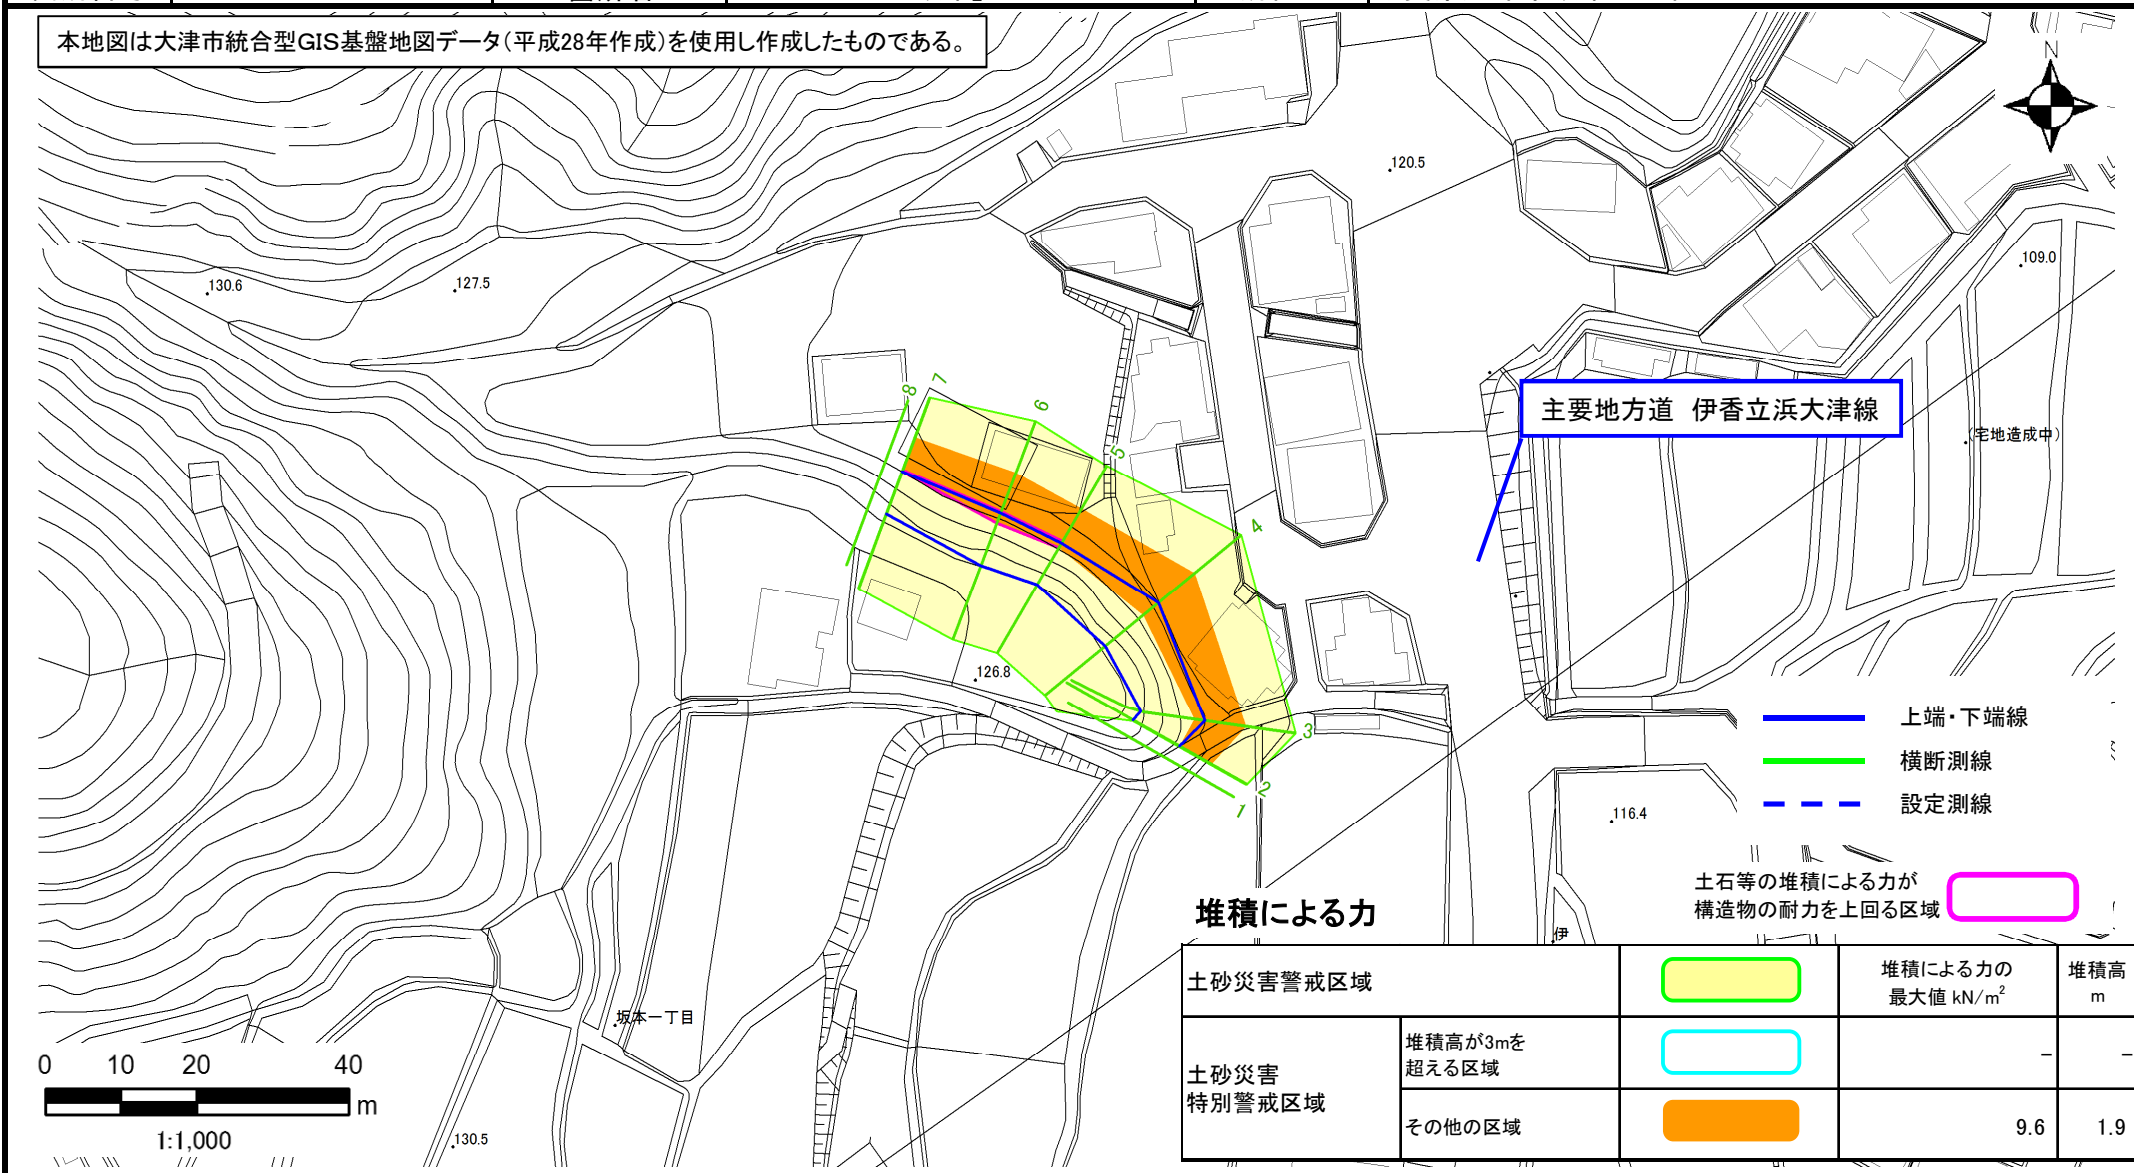 本地図は大津市統合型GIS基盤地図データ(平成28年作成)を使用し作成したものである。
N
120.5
109.0
130.6
127.5
主要地方道 伊香立浜大津線
(宅地造成中)
8
7
6
5
4
3
2
1
126.8
116.4
上端・下端線
横断測線
設定測線
土石等の堆積による力が
構造物の耐力を上回る区域
堆積による力
伊
土砂災害警戒区域
堆積による力の
最大値 kN/m²
堆積高
m
土砂災害
特別警戒区域
堆積高が3mを
超える区域
−
−
その他の区域
9.6
1.9
坂本一丁目
130.5
0 10 20 40
m
1:1,000